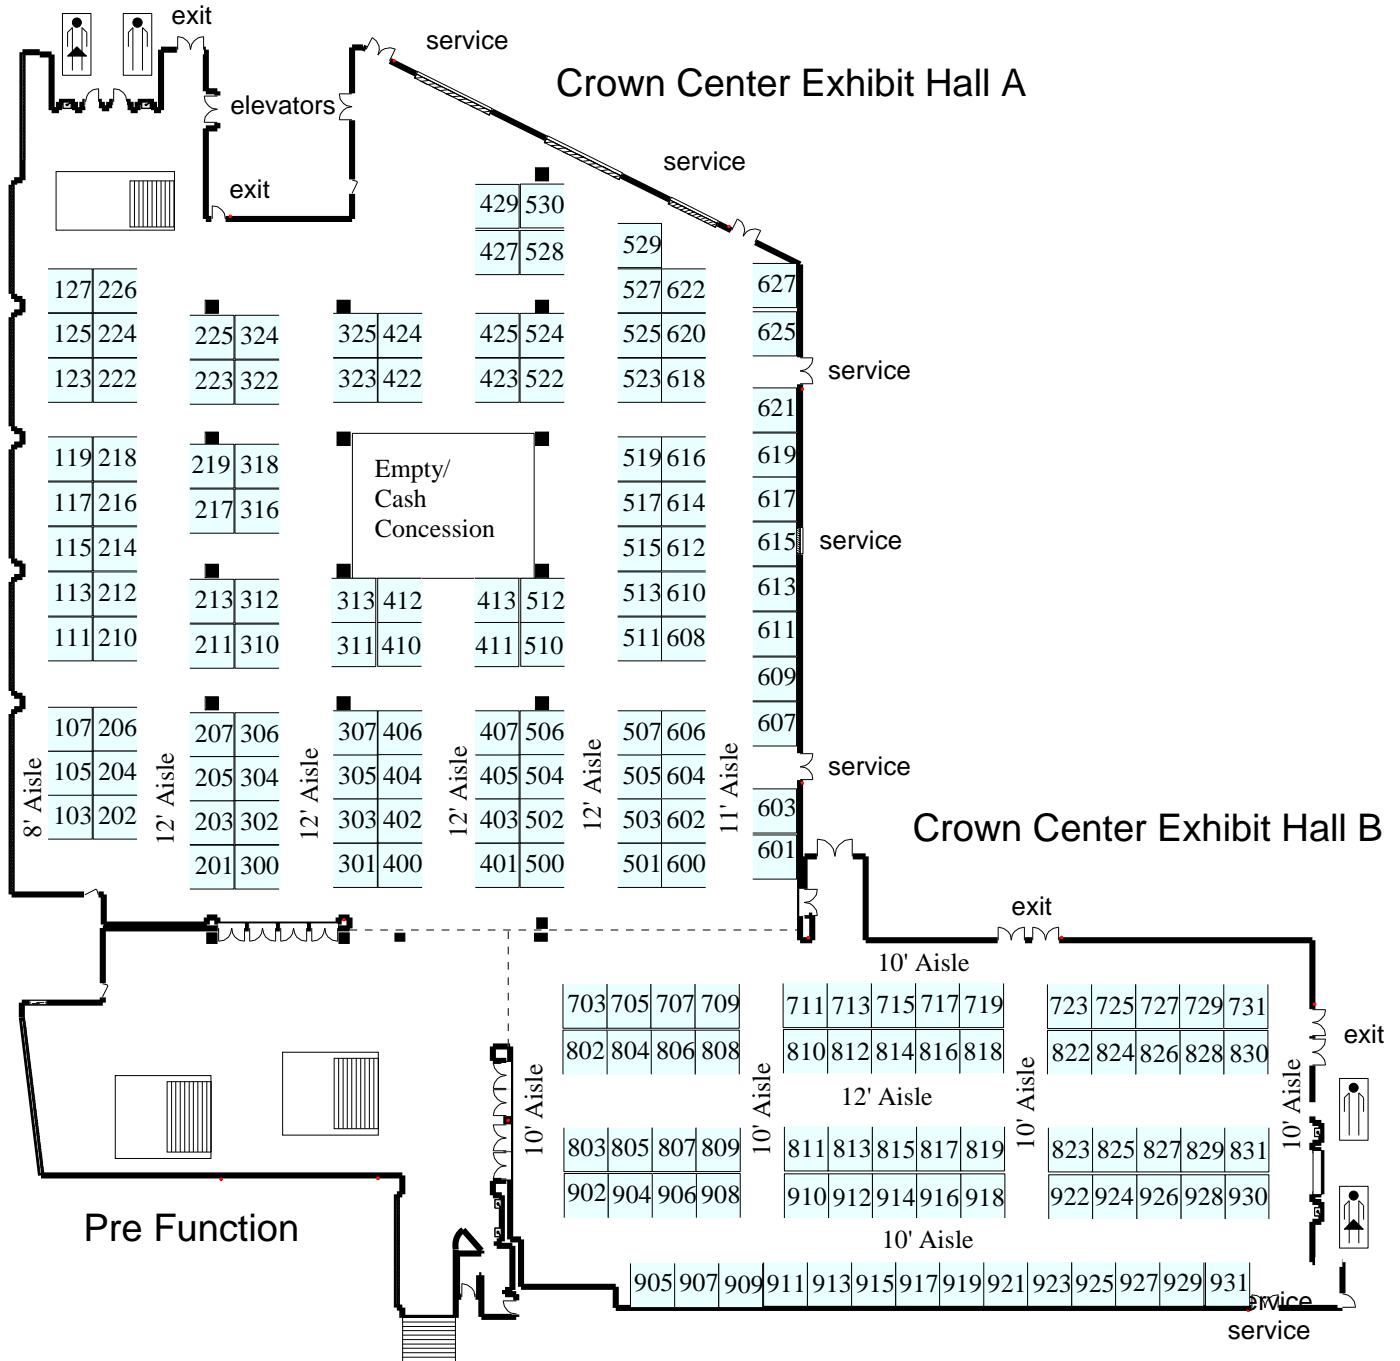 exit
service
Crown Center Exhibit Hall A
elevators
service
exit
429 530
427 528
529
127 226
527 622
627
125 224
225 324
325 424
425 524
525 620
625
123 222
223 322
323 422
423 522
523 618
service
621
119 218
219 318
Empty/
Cash
Concession
519 616
619
117 216
217 316
517 614
617
115 214
515 612
615
service
113 212
213 312
313 412
413 512
513 610
613
111 210
211 310
311 410
411 510
511 608
611
609
607
107 206
207 306
307 406
407 506
507 606
105 204
205 304
305 404
405 504
505 604
service
8' Aisle
12' Aisle
12' Aisle
12' Aisle
12' Aisle
11' Aisle
103 202
203 302
303 402
403 502
503 602
603
Crown Center Exhibit Hall B
201 300
301 400
401 500
501 600
601
exit
10' Aisle
703 705 707 709
711 713 715 717 719
723 725 727 729 731
exit
802 804 806 808
810 812 814 816 818
822 824 826 828 830
10' Aisle
10' Aisle
12' Aisle
10' Aisle
10' Aisle
803 805 807 809
811 813 815 817 819
823 825 827 829 831
902 904 906 908
910 912 914 916 918
922 924 926 928 930
Pre Function
10' Aisle
905 907 909 911 913 915 917 919 921 923 925 927 929 931
service
service